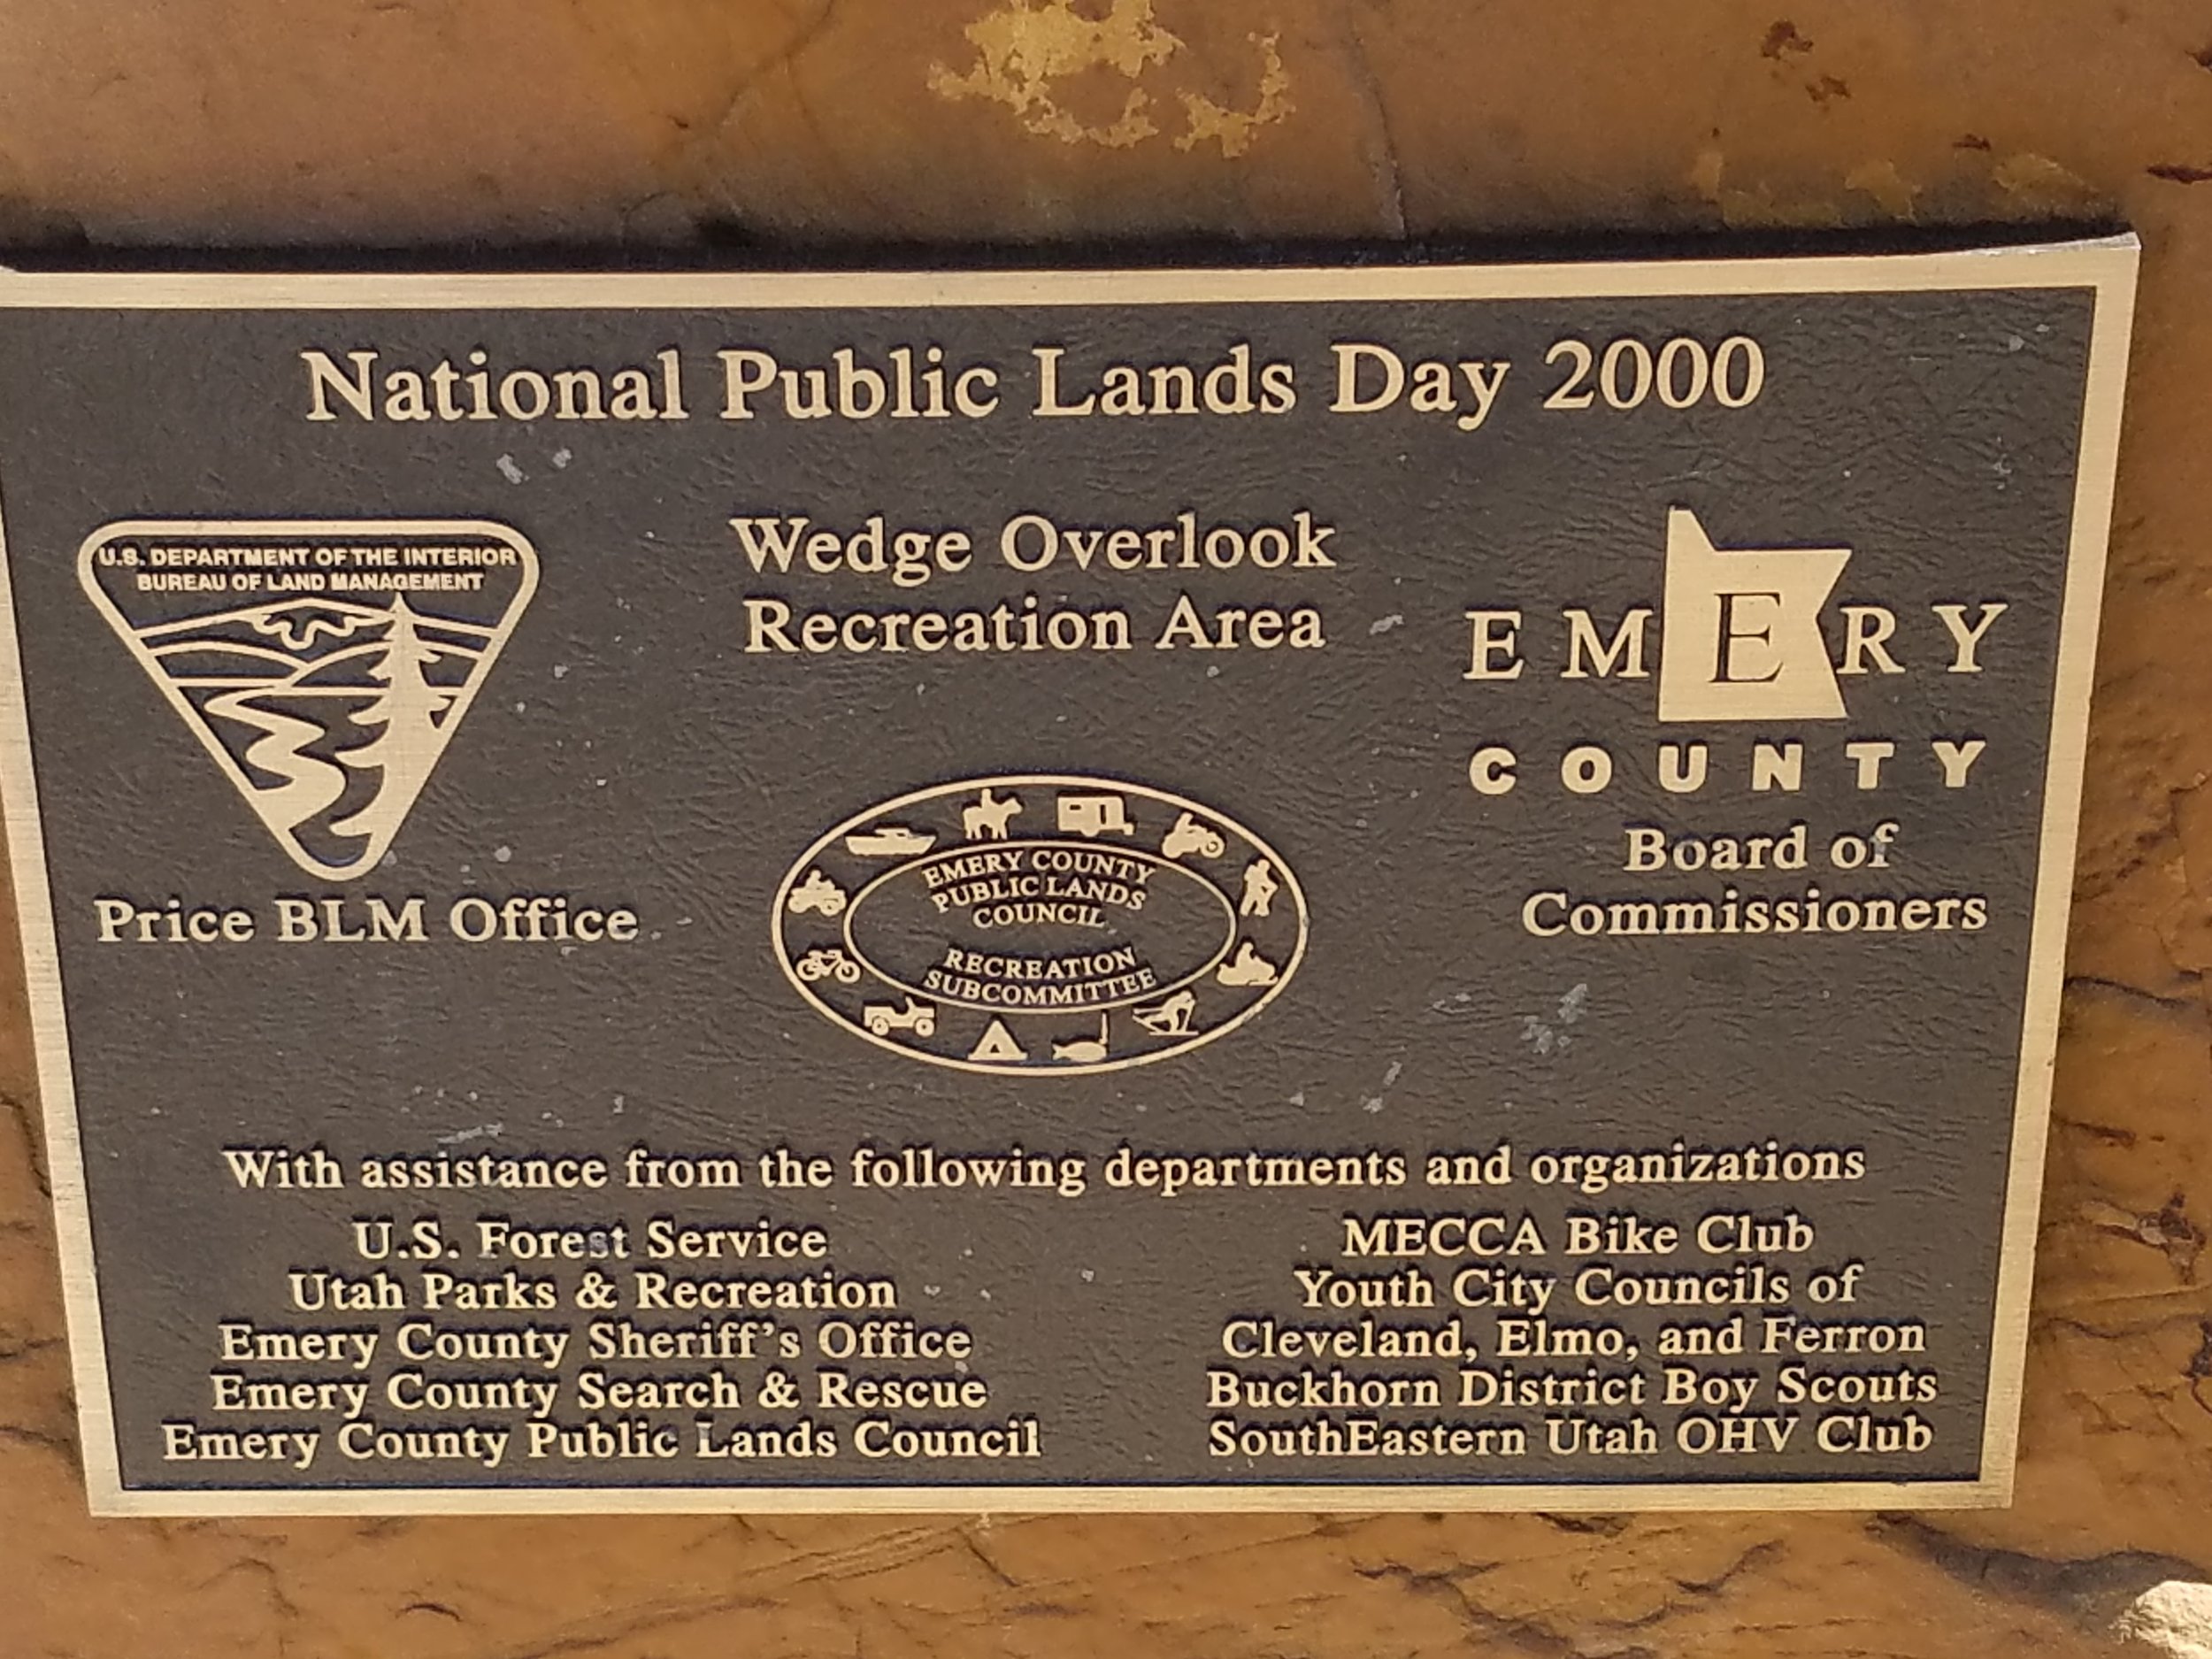 National Public Lands Day 2000
U.S. DEPARTMENT OF THE INTERIOR
BUREAU OF LAND MANAGEMENT
Price BLM Office
Wedge Overlook
Recreation Area
EMERY
COUNTY
Board of
Commissioners
EMERY COUNTY
PUBLIC LANDS
COUNCIL
RECREATION
SUBCOMMITTEE
With assistance from the following departments and organizations
U.S. Forest Service
Utah Parks & Recreation
Emery County Sheriff's Office
Emery County Search & Rescue
Emery County Public Lands Council
MECCA Bike Club
Youth City Councils of
Cleveland, Elmo, and Ferron
Buckhorn District Boy Scouts
SouthEastern Utah OHV Club